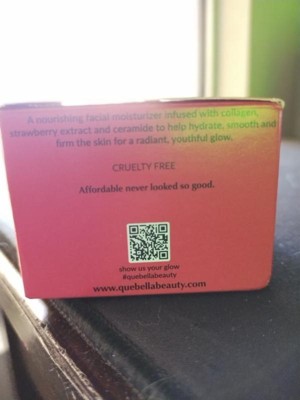 A nourishing facial moisturizer infused with collagen,
strawberry extract and ceramide to help hydrate, smooth and
firm the skin for a radiant, youthful glow.
CRUELTY FREE
Affordable never looked so good.
show us your glow
#quebellabeauty
www.quebellabeauty.com